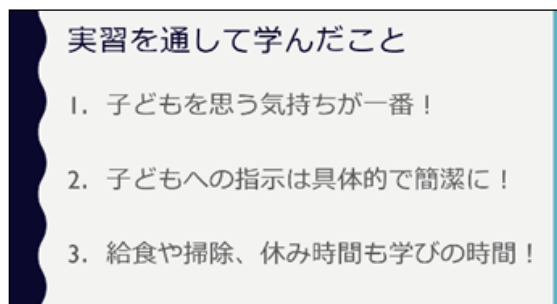 実習を通して学んだこと
1. 子どもを思う気持ちが一番！
2. 子どもへの指示は具体的で簡潔に！
3. 給食や掃除、休み時間も学びの時間！